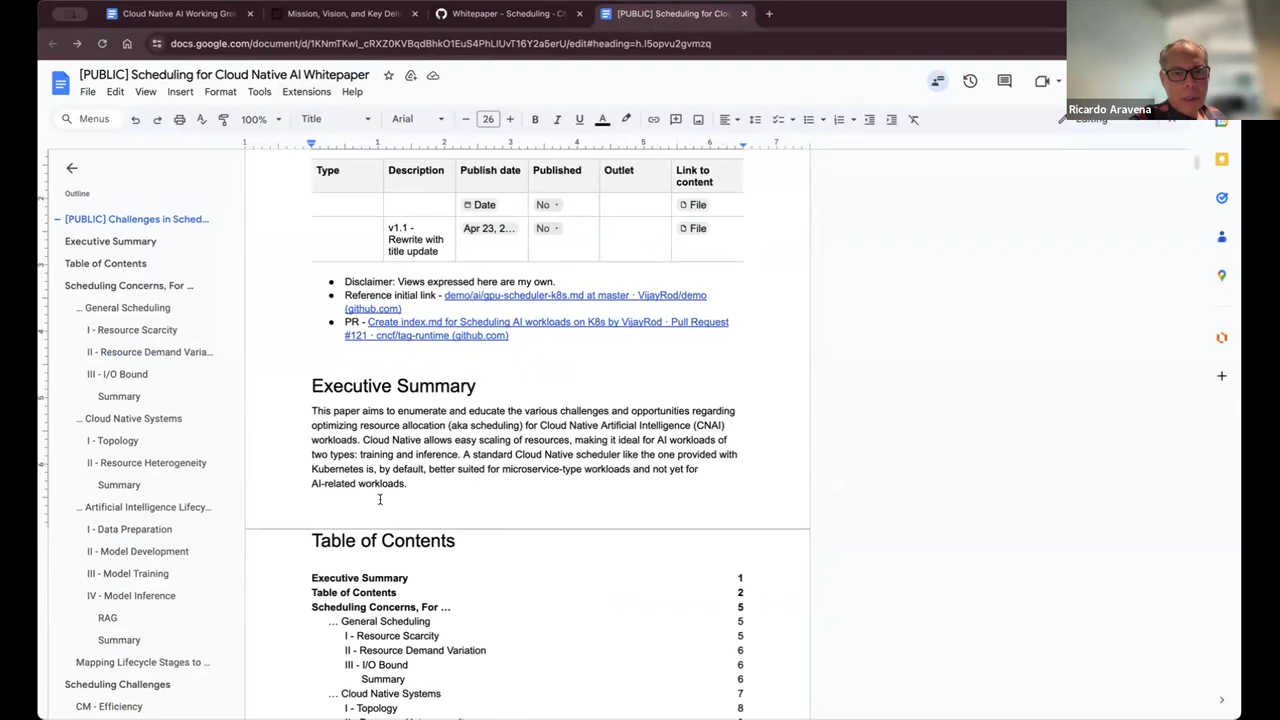 Cloud Native AI Working Gro
Mission, Vision, and Key Deli
Whitepaper - Scheduling · C
[PUBLIC] Scheduling for Clou
docs.google.com/document/d/1KNmTKwI_cRXZ0KVBqdBhkO1EuS4PhLIUvT16Y2a5erU/edit#heading=h.l5opvu2gvmzq
Ricardo Aravena
[PUBLIC] Scheduling for Cloud Native AI Whitepaper
File Edit View Insert Format Tools Extensions Help
Menus 100% Title Arial 26 B I U A Editing
1 1 2 3 4 5 6 7
Outline
[PUBLIC] Challenges in Sched...
Executive Summary
Table of Contents
Scheduling Concerns, For ...
... General Scheduling
I - Resource Scarcity
II - Resource Demand Varia...
III - I/O Bound
Summary
... Cloud Native Systems
I - Topology
II - Resource Heterogeneity
Summary
... Artificial Intelligence Lifecy...
I - Data Preparation
II - Model Development
III - Model Training
IV - Model Inference
RAG
Summary
Mapping Lifecycle Stages to ...
Scheduling Challenges
CM - Efficiency
Type Description Publish date Published Outlet Link to
content
Date No File
v1.1 - Apr 23, 2... No File
Rewrite with
title update
Disclaimer: Views expressed here are my own.
Reference initial link - demo/ai/gpu-scheduler-k8s.md at master · VijayRod/demo
(github.com)
PR - Create index.md for Scheduling AI workloads on K8s by VijayRod · Pull Request
#121 · cncf/tag-runtime (github.com)
Executive Summary
This paper aims to enumerate and educate the various challenges and opportunities regarding
optimizing resource allocation (aka scheduling) for Cloud Native Artificial Intelligence (CNAI)
workloads. Cloud Native allows easy scaling of resources, making it ideal for AI workloads of
two types: training and inference. A standard Cloud Native scheduler like the one provided with
Kubernetes is, by default, better suited for microservice-type workloads and not yet for
AI-related workloads.
Table of Contents
Executive Summary 1
Table of Contents 2
Scheduling Concerns, For ... 5
... General Scheduling 5
I - Resource Scarcity 5
II - Resource Demand Variation 6
III - I/O Bound 6
Summary 6
... Cloud Native Systems 7
I - Topology 8